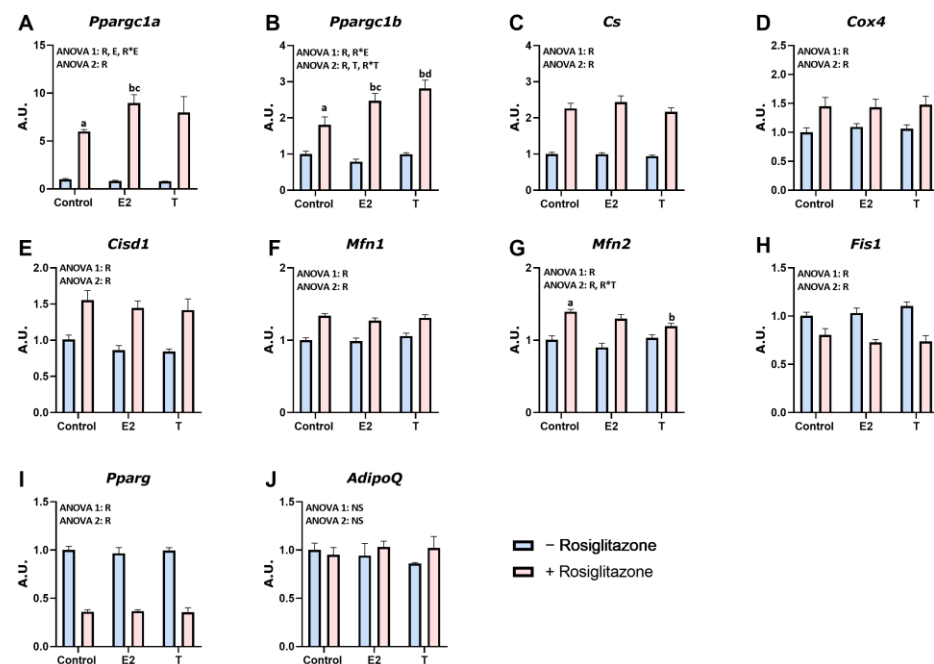 A
Ppargc1a
ANOVA 1: R, E, R*E
ANOVA 2: R
A.U.
15
10
5
0
a
bc
Control
E2
T
B
Ppargc1b
ANOVA 1: R, R*E
ANOVA 2: R, T, R*T
A.U.
4
3
2
1
0
a
bc
bd
Control
E2
T
C
Cs
ANOVA 1: R
ANOVA 2: R
A.U.
4
3
2
1
0
Control
E2
T
D
Cox4
ANOVA 1: R
ANOVA 2: R
A.U.
2.5
2.0
1.5
1.0
0.5
0.0
Control
E2
T
E
Cisd1
ANOVA 1: R
ANOVA 2: R
A.U.
2.0
1.5
1.0
0.5
0.0
Control
E2
T
F
Mfn1
ANOVA 1: R
ANOVA 2: R
A.U.
2
1
0
Control
E2
T
G
Mfn2
ANOVA 1: R
ANOVA 2: R, R*T
A.U.
2
1
0
a
b
Control
E2
T
H
Fis1
ANOVA 1: R
ANOVA 2: R
A.U.
1.5
1.0
0.5
0.0
Control
E2
T
I
Pparg
ANOVA 1: R
ANOVA 2: R
A.U.
1.5
1.0
0.5
0.0
Control
E2
T
J
AdipoQ
ANOVA 1: NS
ANOVA 2: NS
A.U.
1.5
1.0
0.5
0.0
Control
E2
T
− Rosiglitazone
+ Rosiglitazone